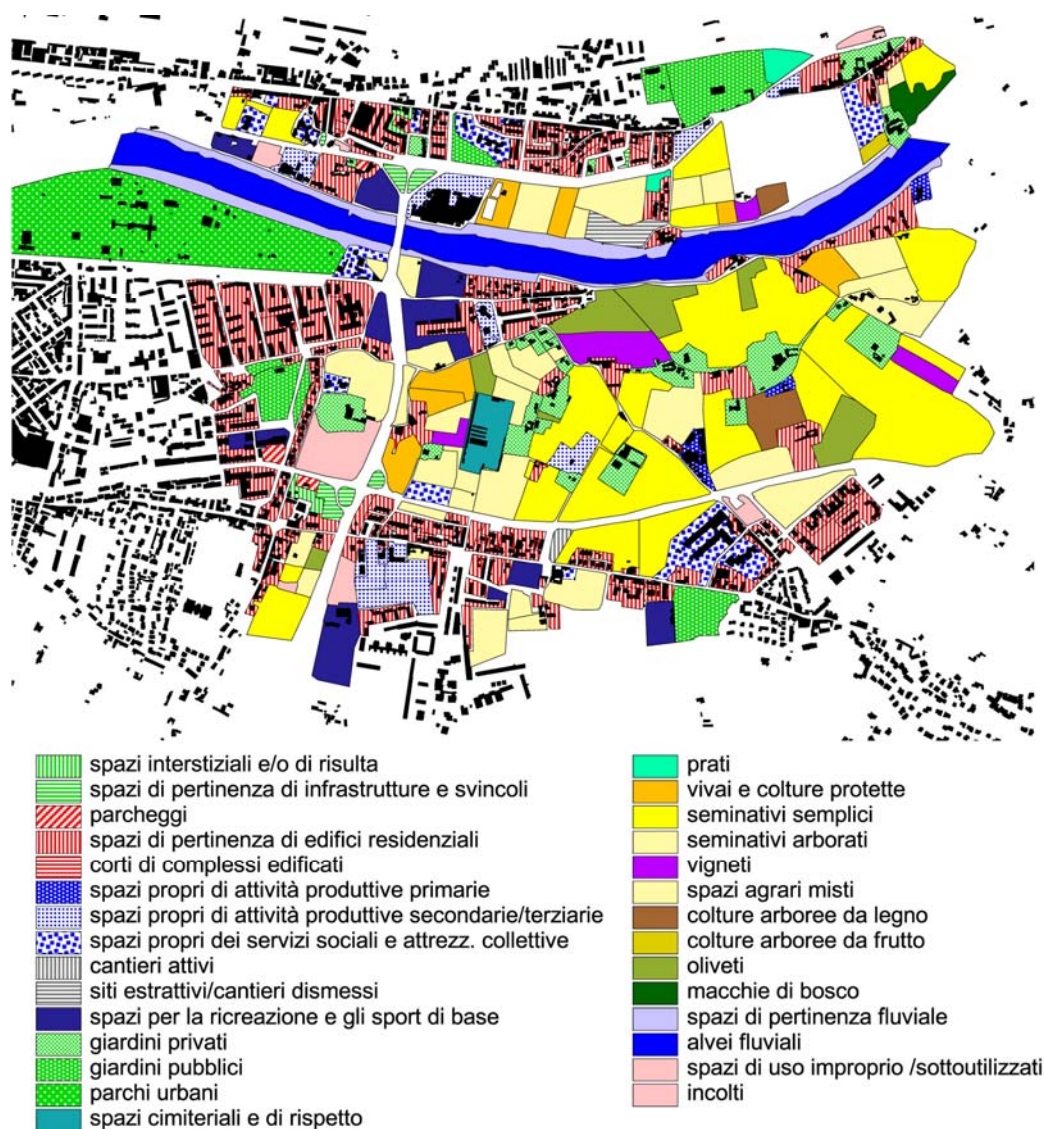 spazi interstiziali e/o di risulta
spazi di pertinenza di infrastrutture e svincoli
parcheggi
spazi di pertinenza di edifici residenziali
corti di complessi edificati
spazi propri di attività produttive primarie
spazi propri di attività produttive secondarie/terziarie
spazi propri dei servizi sociali e attrezz. collettive
cantieri attivi
siti estrattivi/cantieri dismessi
spazi per la ricreazione e gli sport di base
giardini privati
giardini pubblici
parchi urbani
spazi cimiteriali e di rispetto
prati
vivai e colture protette
seminativi semplici
seminativi arborati
vigneti
spazi agrari misti
colture arboree da legno
colture arboree da frutto
oliveti
macchie di bosco
spazi di pertinenza fluviale
alvei fluviali
spazi di uso improprio /sottoutilizzati
incolti